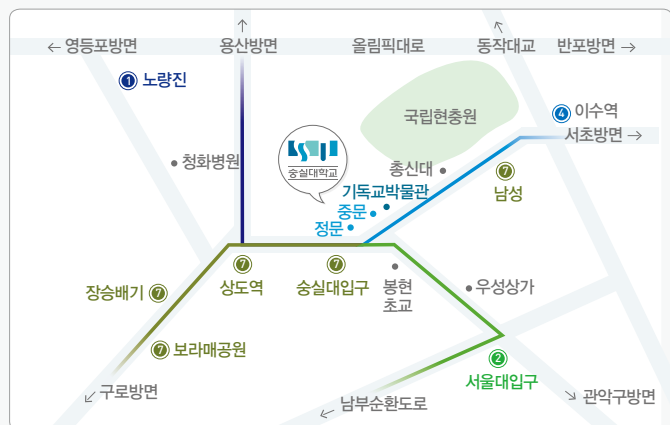 ← 영등포방면
용산방면
올림픽대로
동작대교
반포방면 →
1 노량진
국립현충원
4 이수역
서초방면 →
청화병원
숭실대학교
총신대
7
남성
기독교박물관
중문
정문
장승배기 7
7
상도역
7
숭실대입구
봉현
초교
우성상가
7 보라매공원
2
서울대입구
구로방면
남부순환도로
관악구방면